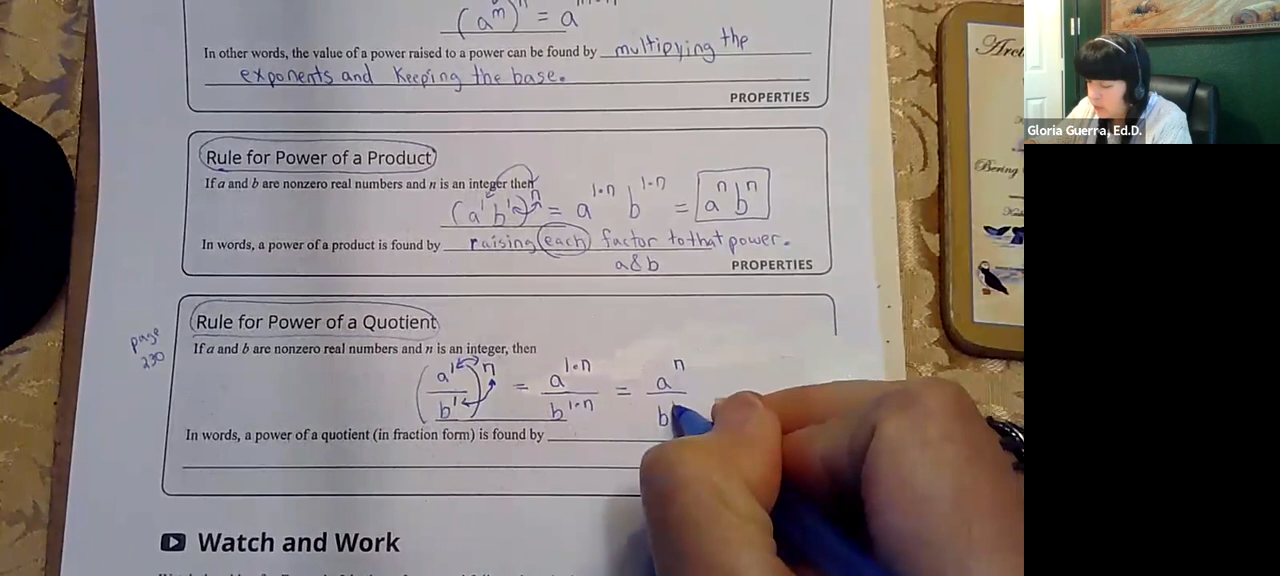 (aᵐ)ⁿ = a
In other words, the value of a power raised to a power can be found by multipying the
exponents and keeping the base.
PROPERTIES
Rule for Power of a Product
If a and b are nonzero real numbers and n is an integer then
(a¹b¹)ⁿ = a¹·ⁿ b¹·ⁿ = aⁿbⁿ
In words, a power of a product is found by raising each factor to that power.
a & b
PROPERTIES
Rule for Power of a Quotient
page 230
If a and b are nonzero real numbers and n is an integer, then
(a¹/b¹)ⁿ = a¹·ⁿ/b¹·ⁿ = aⁿ/b
In words, a power of a quotient (in fraction form) is found by
Watch and Work
Gloria Guerra, Ed.D.
Bering